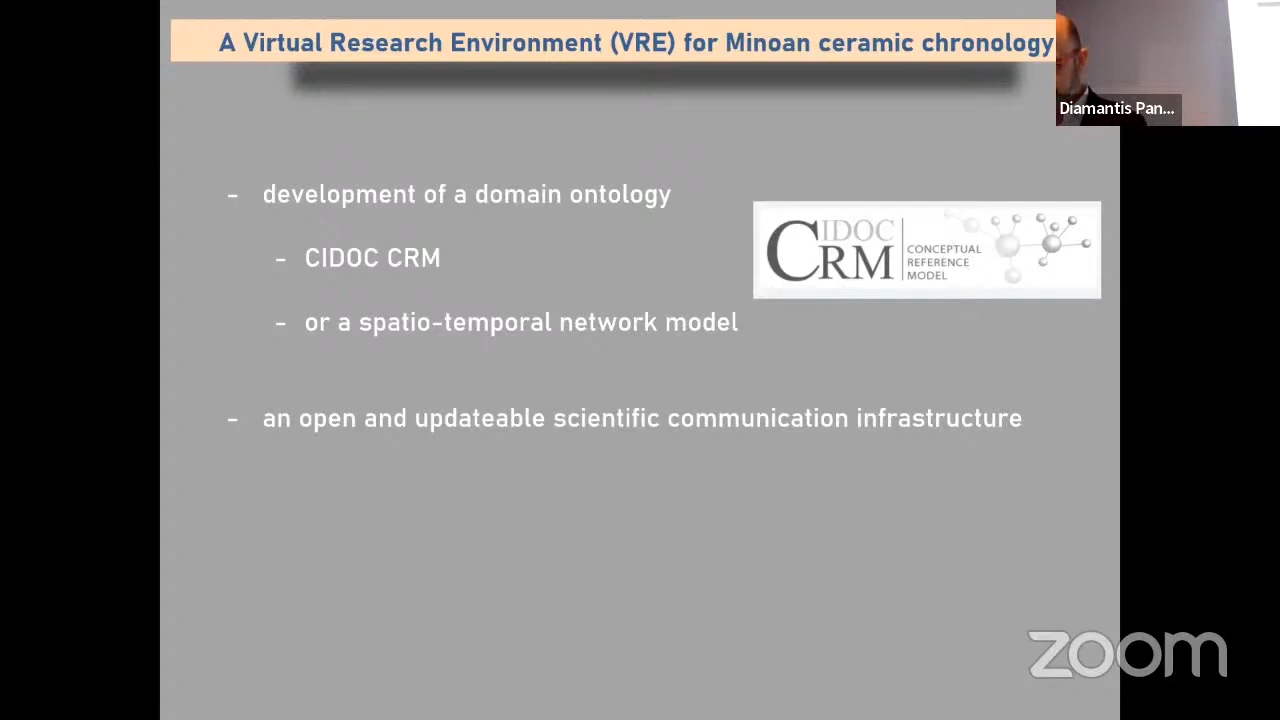 A Virtual Research Environment (VRE) for Minoan ceramic chronology
Diamantis Pan...
- development of a domain ontology
- CIDOC CRM
- or a spatio-temporal network model
CIDOC
CRM
CONCEPTUAL
REFERENCE
MODEL
- an open and updateable scientific communication infrastructure
zoom